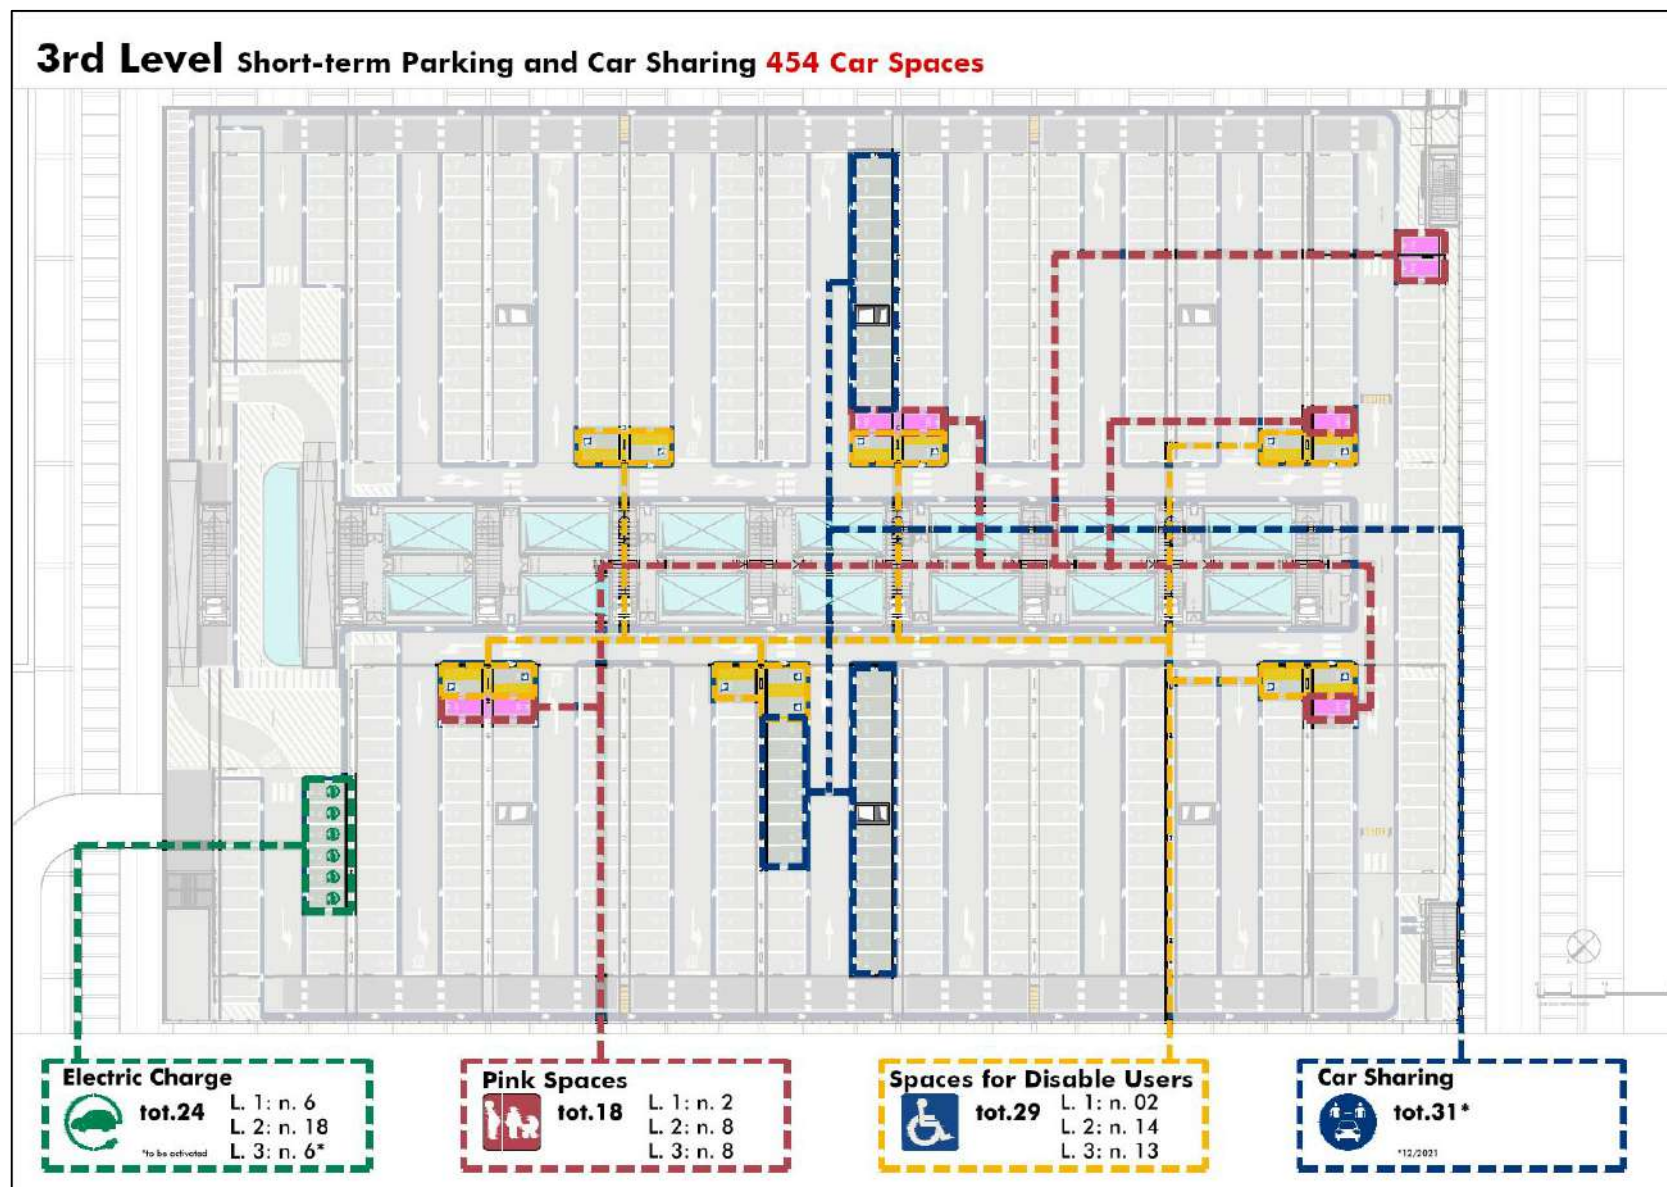 3rd Level Short-term Parking and Car Sharing 454 Car Spaces
Electric Charge
tot.24
L. 1: n. 6
L. 2: n. 18
L. 3: n. 6*
*to be activated
Pink Spaces
tot.18
L. 1: n. 2
L. 2: n. 8
L. 3: n. 8
Spaces for Disable Users
tot.29
L. 1: n. 02
L. 2: n. 14
L. 3: n. 13
Car Sharing
tot.31*
*12/2021